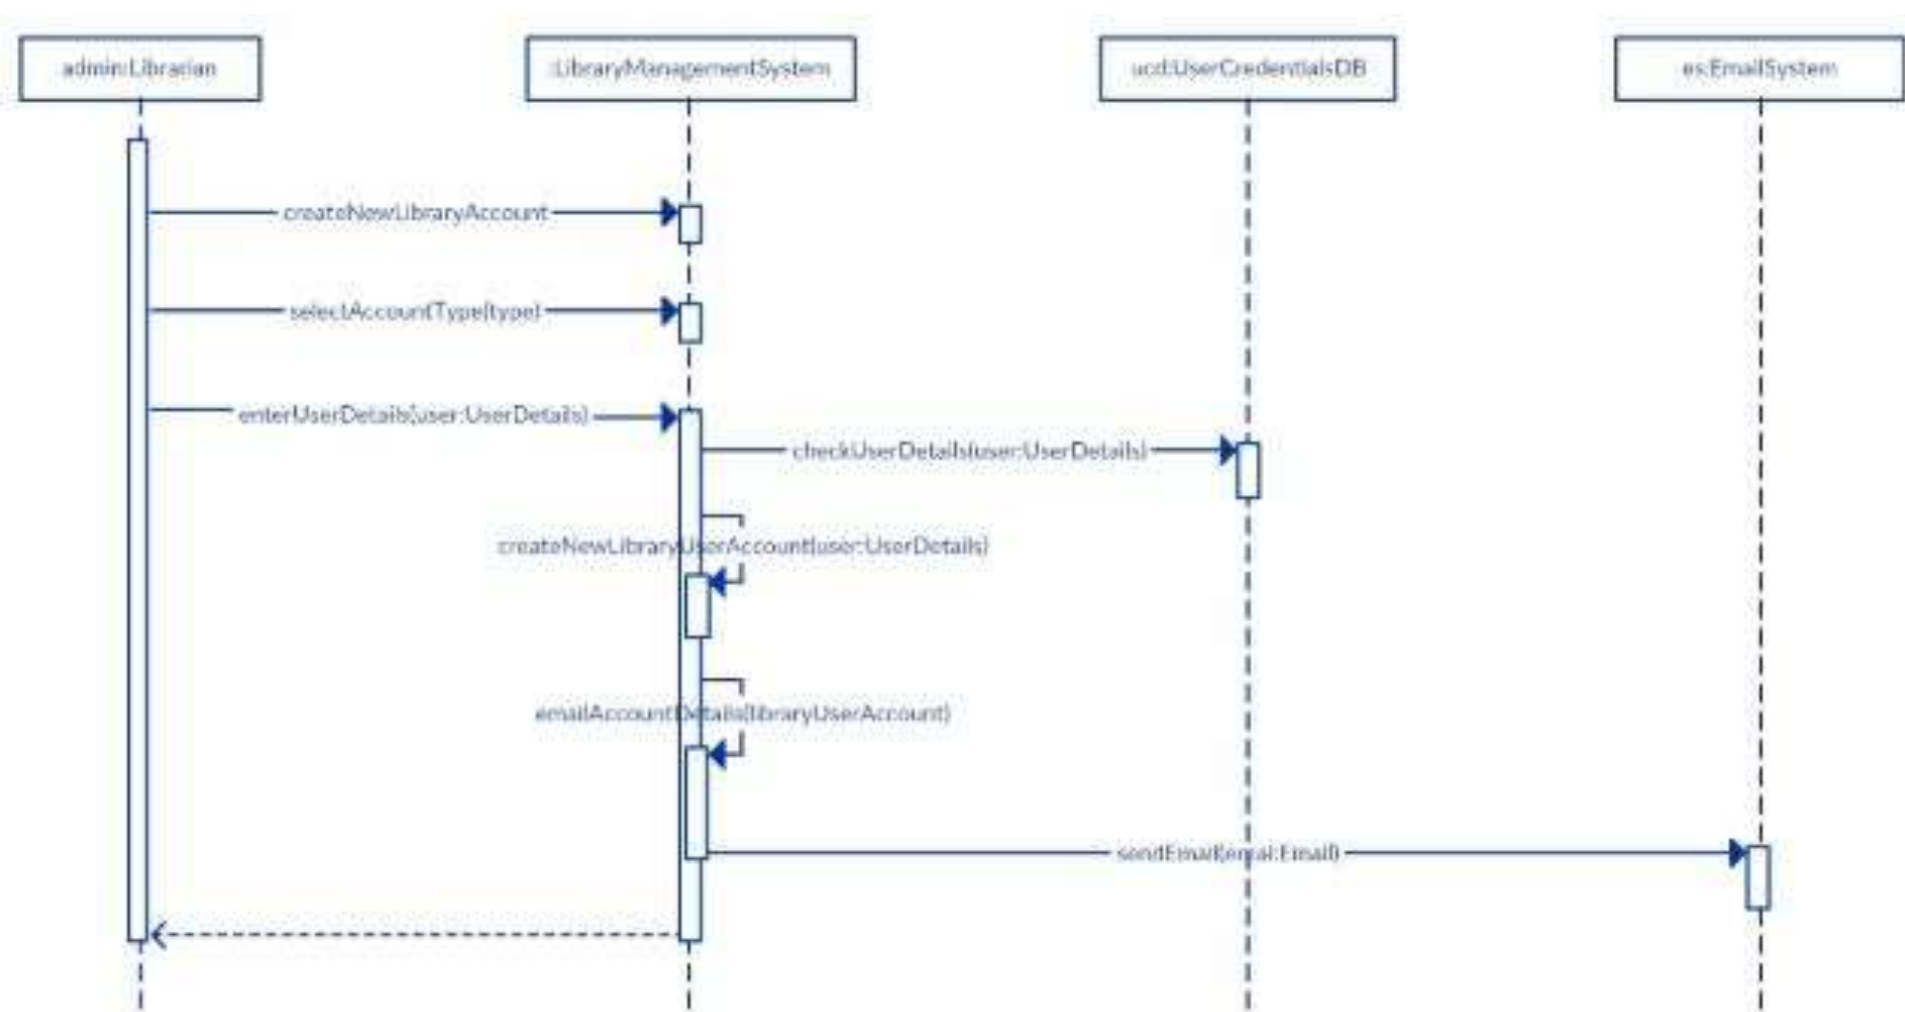 admin:Librarian
:LibraryManagementSystem
ucd:UserCredentialsDB
es:EmailSystem
createNewLibraryAccount
selectAccountType(type)
enterUserDetails(user:UserDetails)
checkUserDetails(user:UserDetails)
createNewLibraryUserAccount(user:UserDetails)
emailAccountDetails(libraryUserAccount)
sendEmail(emai:Email)